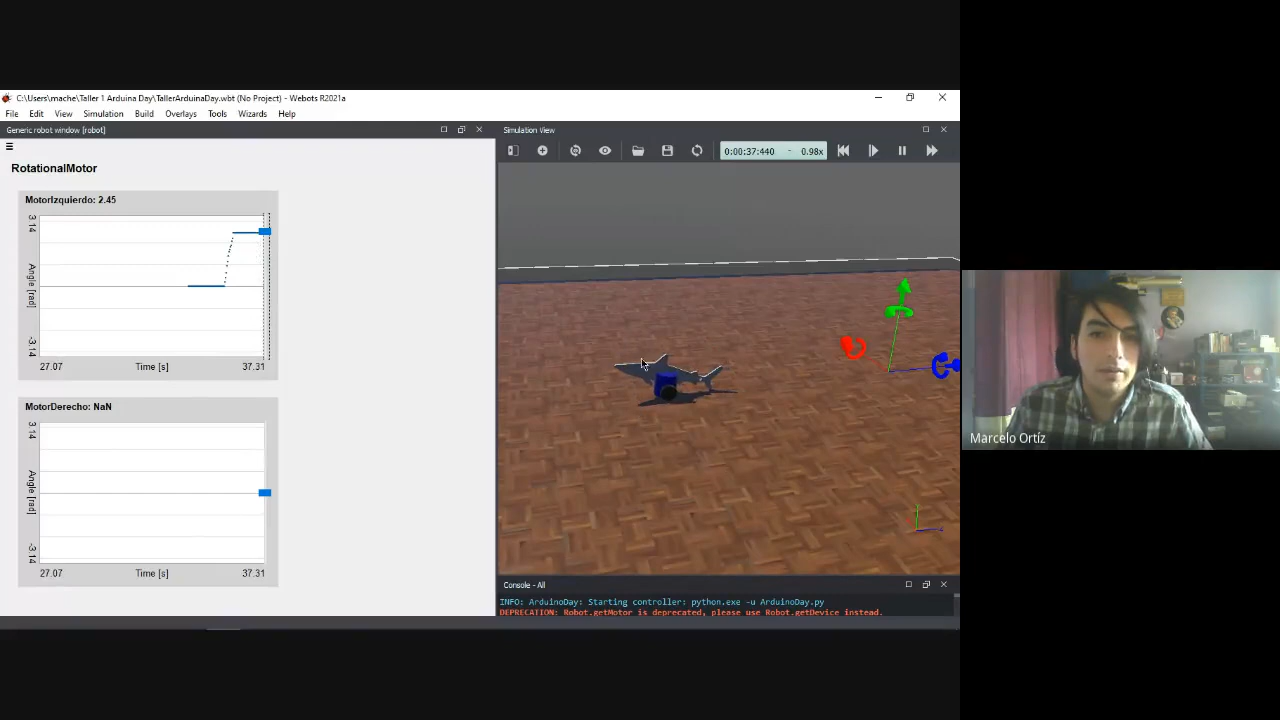 C:\Users\mache\Taller 1 Arduina Day\TallerArduinaDay.wbt (No Project) - Webots R2021a
File Edit View Simulation Build Overlays Tools Wizards Help
Generic robot window [robot]
RotationalMotor
MotorIzquierdo: 2.45
3.14
Angle [rad]
-3.14
27.07 Time [s] 37.31
MotorDerecho: NaN
3.14
Angle [rad]
-3.14
27.07 Time [s] 37.31
Simulation View
0:00:37:440 - 0.98x
Console - All
INFO: ArduinoDay: Starting controller: python.exe -u ArduinoDay.py
DEPRECATION: Robot.getMotor is deprecated, please use Robot.getDevice instead.
Marcelo Ortíz